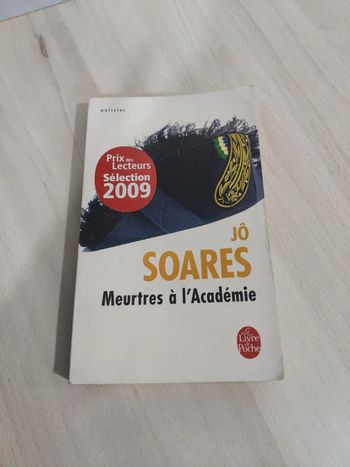 policier
Prix des
Lecteurs
Sélection
2009
JÔ
SOARES
Meurtres à l'Académie
Le
Livre de
Poche